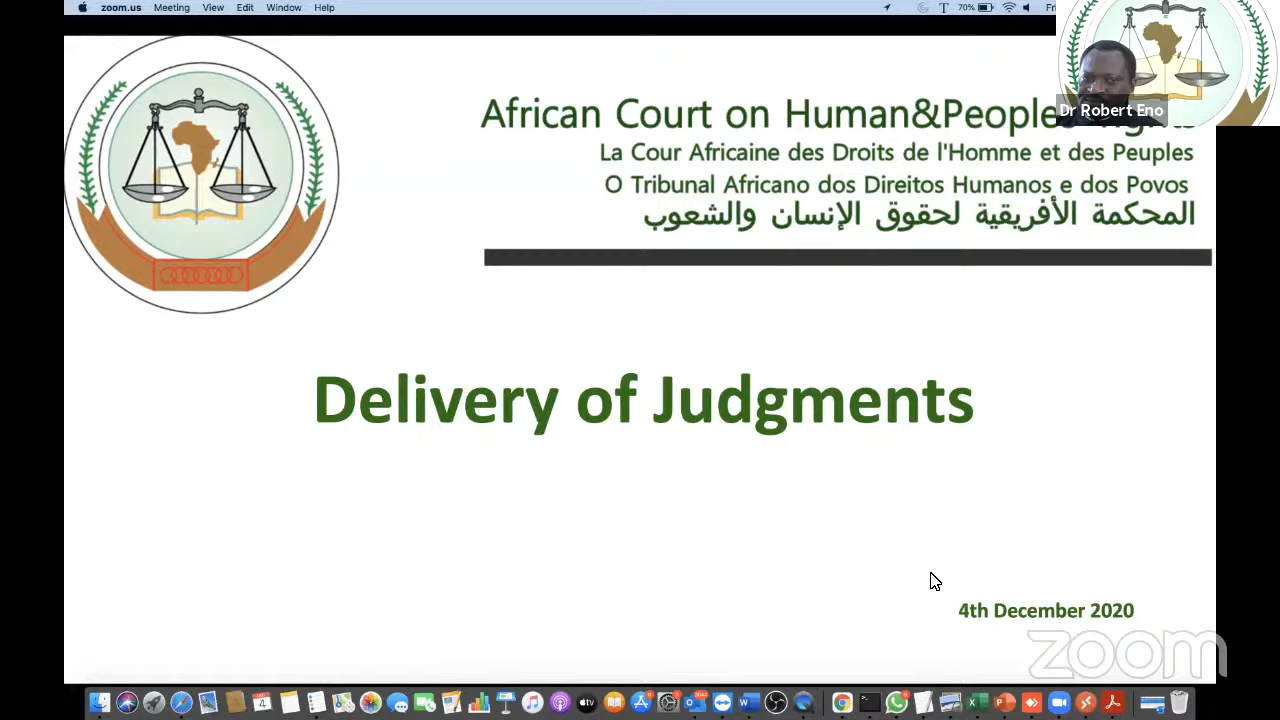 zoom.us Meeting View Edit Window Help
70%
Dr Robert Eno
African Court on Human&Peoples
La Cour Africaine des Droits de l'Homme et des Peuples
O Tribunal Africano dos Direitos Humanos e dos Povos
المحكمة الأفريقية لحقوق الإنسان والشعوب
Delivery of Judgments
4th December 2020
zoom